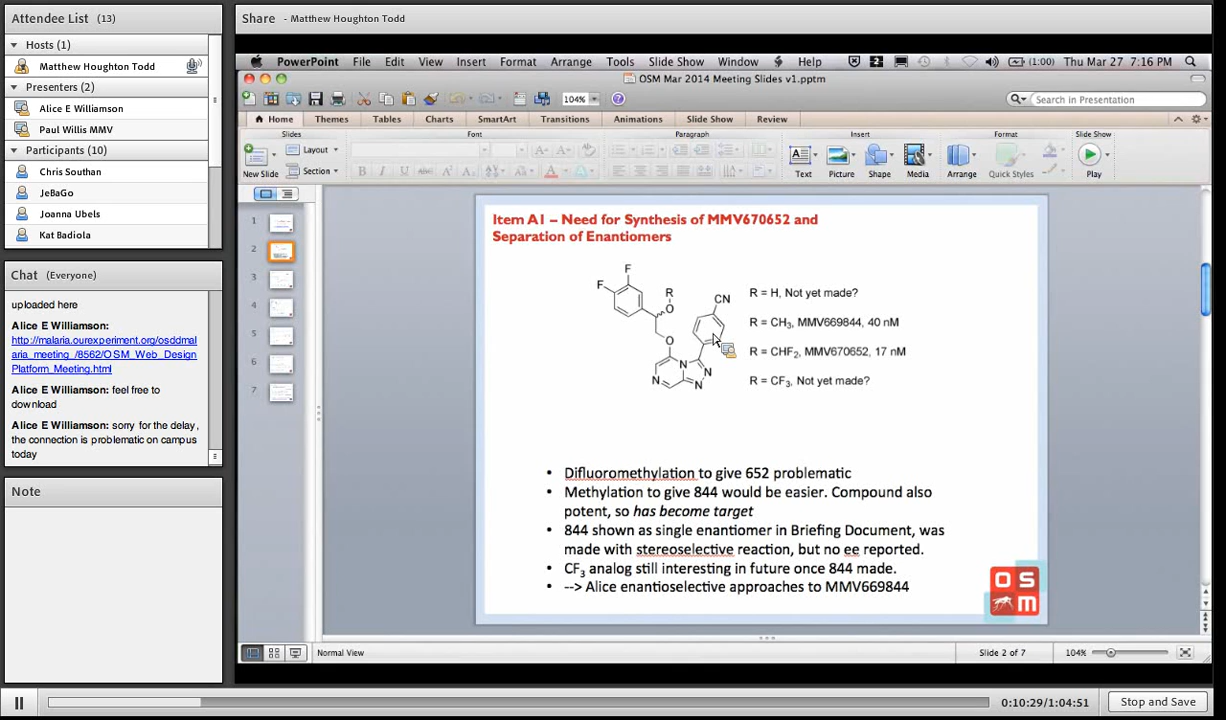 Attendee List (13)
Hosts (1)
Matthew Houghton Todd
Presenters (2)
Alice E Williamson
Paul Willis MMV
Participants (10)
Chris Southan
JeBaGo
Joanna Ubels
Kat Badiola
Chat (Everyone)
uploaded here
Alice E Williamson:
http://malaria.ourexperiment.org/osddmal
aria_meeting_/8562/OSM_Web_Design
Platform_Meeting.html
Alice E Williamson: feel free to
download
Alice E Williamson: sorry for the delay,
the connection is problematic on campus
today
Note
Share - Matthew Houghton Todd
PowerPoint File Edit View Insert Format Arrange Tools Slide Show Window Help (1:00) Thu Mar 27 7:16 PM
OSM Mar 2014 Meeting Slides v1.pptm
104% Search in Presentation
Home Themes Tables Charts SmartArt Transitions Animations Slide Show Review
Slides Font Paragraph Insert Format Slide Show
New Slide Layout Section Text Picture Shape Media Arrange Quick Styles Play
1
2
3
4
5
6
7
Item A1 – Need for Synthesis of MMV670652 and
Separation of Enantiomers
F
F
R
O
O
CN
N
N
N
N
R = H, Not yet made?
R = CH₃, MMV669844, 40 nM
R = CHF₂, MMV670652, 17 nM
R = CF₃, Not yet made?
• Difluoromethylation to give 652 problematic
• Methylation to give 844 would be easier. Compound also
potent, so has become target
• 844 shown as single enantiomer in Briefing Document, was
made with stereoselective reaction, but no ee reported.
• CF₃ analog still interesting in future once 844 made.
• --> Alice enantioselective approaches to MMV669844
OS
m
Normal View Slide 2 of 7 104%
0:10:29/1:04:51 Stop and Save